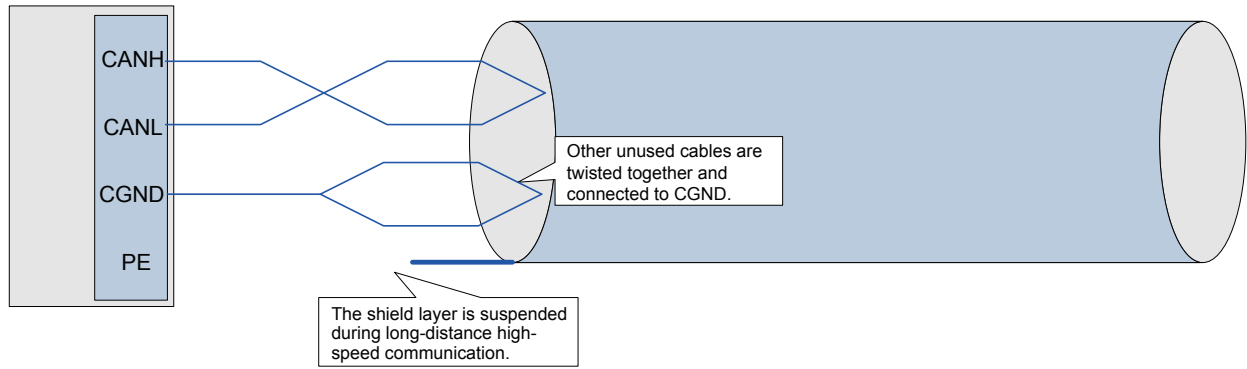 CANH
CANL
CGND
PE
Other unused cables are
twisted together and
connected to CGND.
The shield layer is suspended
during long-distance high-
speed communication.